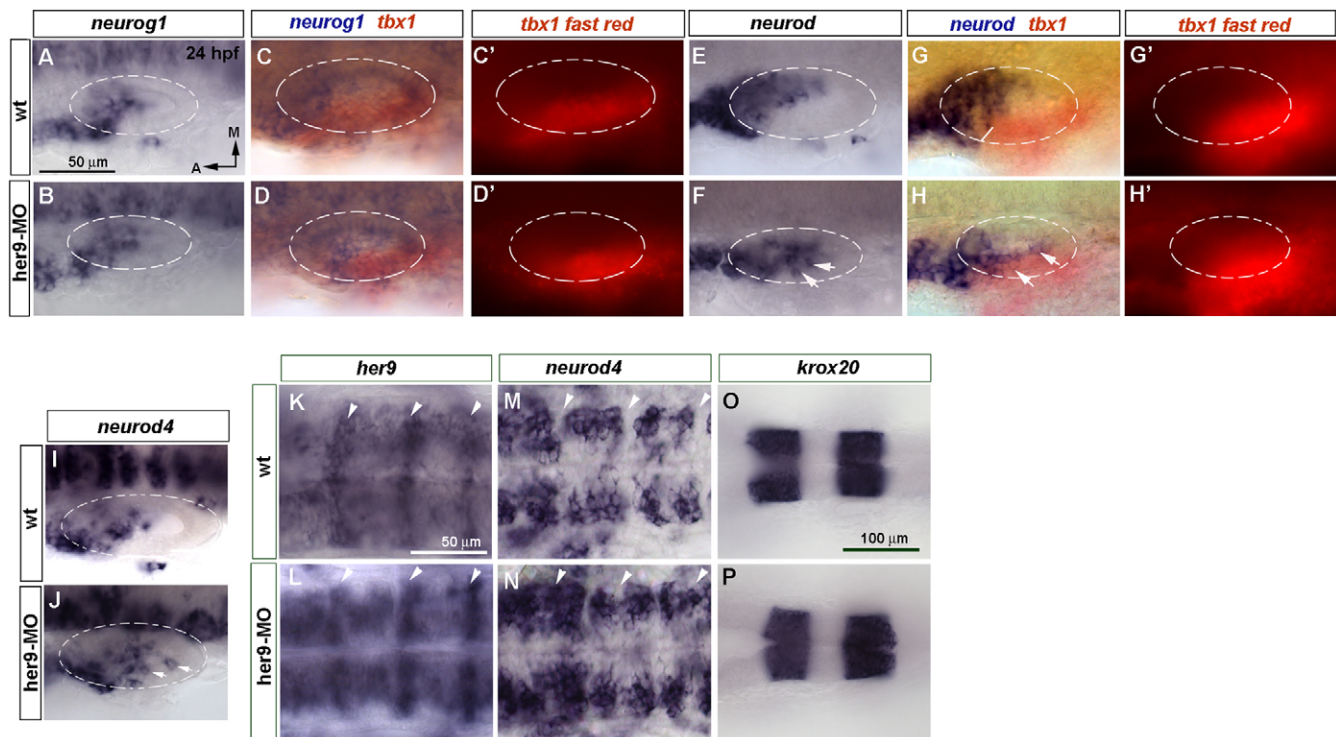 neurog1
neurog1 tbx1
tbx1 fast red
neurod
neurod tbx1
tbx1 fast red
wt
A
24 hpf
M
A
50 µm
C
C'
E
G
G'
her9-MO
B
D
D'
F
H
H'
her9
neurod4
krox20
neurod4
wt
I
her9-MO
J
wt
K
50 µm
M
O
100 µm
her9-MO
L
N
P